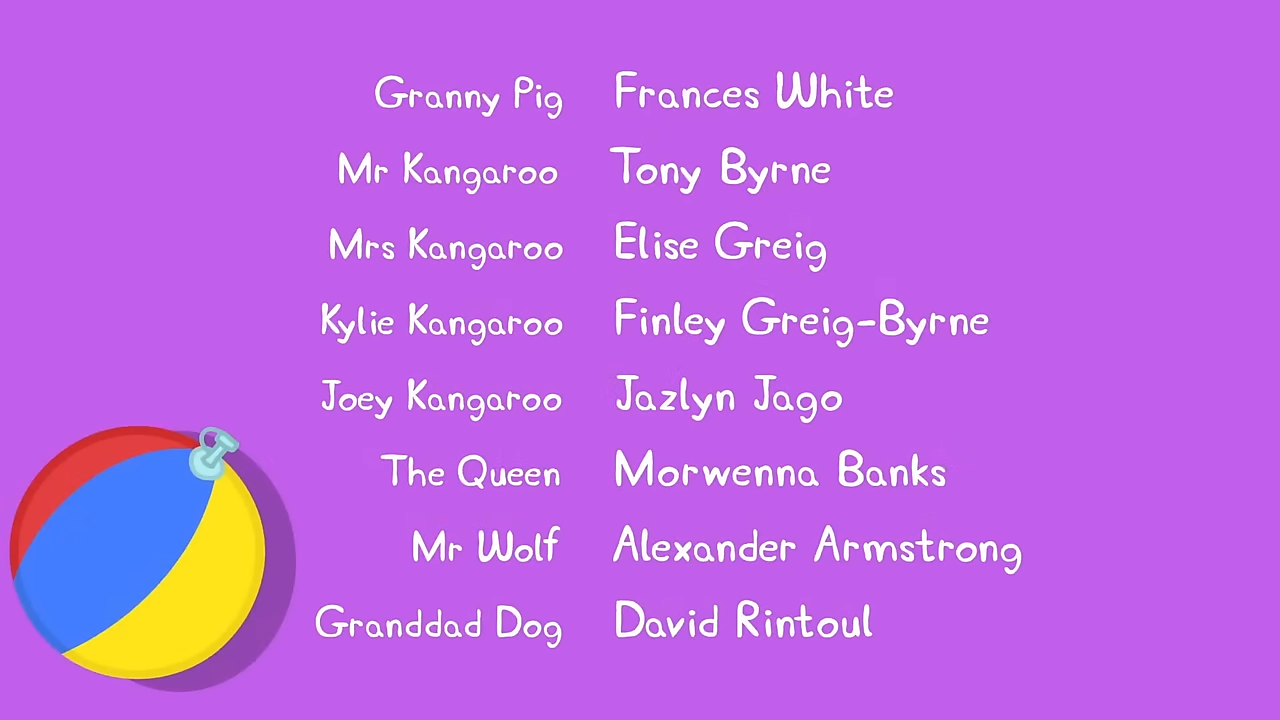 Granny Pig Frances White
Mr Kangaroo Tony Byrne
Mrs Kangaroo Elise Greig
Kylie Kangaroo Finley Greig-Byrne
Joey Kangaroo Jazlyn Jago
The Queen Morwenna Banks
Mr Wolf Alexander Armstrong
Granddad Dog David Rintoul